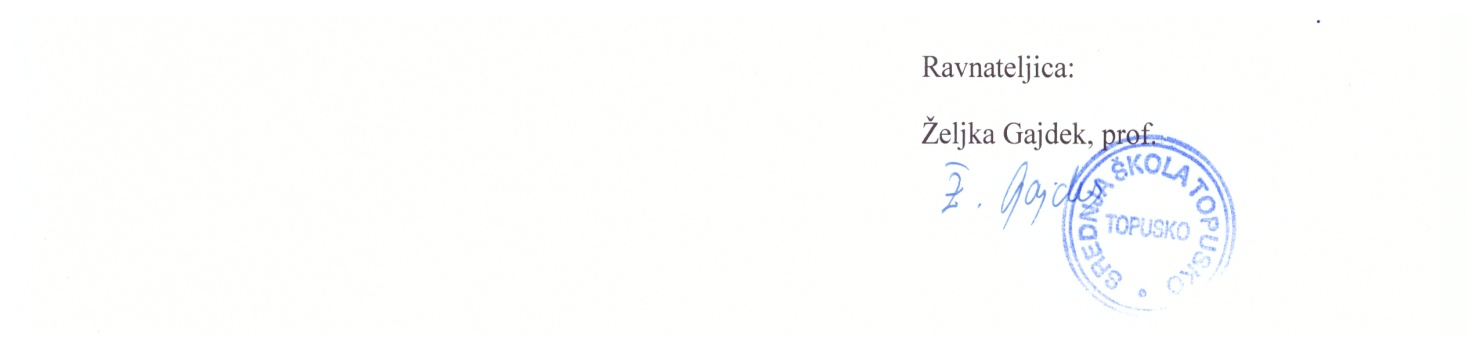 Ravnateljica:
Željka Gajdek, prof.
Ž. Gajdek
SREDNJA ŠKOLA TOPUSKO
TOPUSKO